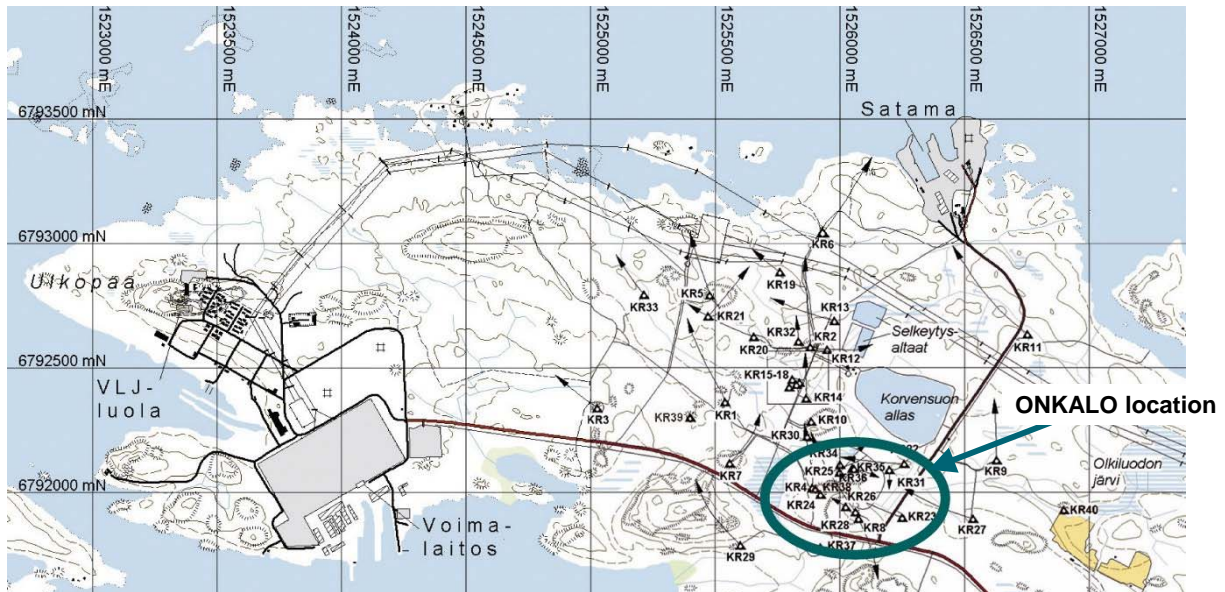 1523000 mE
1523500 mE
1524000 mE
1524500 mE
1525000 mE
1525500 mE
1526000 mE
1526500 mE
1527000 mE
6793500 mN
Satama
6793000 mN
KR6
Ulkopää
KR19
KR33
KR5
KR21
KR13
KR32
KR2
Selkeytys-
altaat
KR20
KR12
KR11
6792500 mN
KR15-18
VLJ-
luola
KR14
Korvensuon
allas
ONKALO location
KR3
KR39
KR1
KR10
KR30
KR34
KR7
KR25
KR35
KR36
KR31
KR9
Olkiluodon
järvi
6792000 mN
KR4
KR38
KR24
KR26
KR40
KR28
KR8
KR23
KR27
Voima-
laitos
KR29
KR37